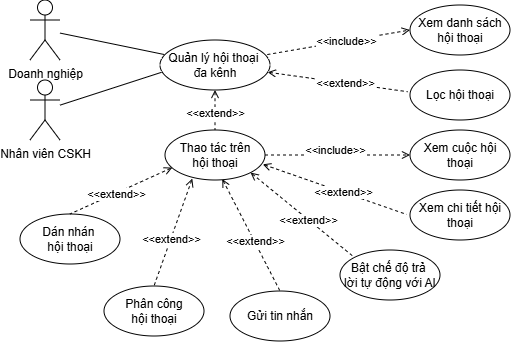 Xem danh sách
hội thoại
<<include>>
Quản lý hội thoại
đa kênh
Doanh nghiệp
<<extend>>
Lọc hội thoại
<<extend>>
Nhân viên CSKH
Thao tác trên
hội thoại
<<include>>
Xem cuộc hội
thoại
<<extend>>
<<extend>>
Xem chi tiết hội
thoại
<<extend>>
Dán nhán
hội thoại
<<extend>>
<<extend>>
Bật chế độ trả
lời tự động với AI
Phân công
hội thoại
Gửi tin nhắn